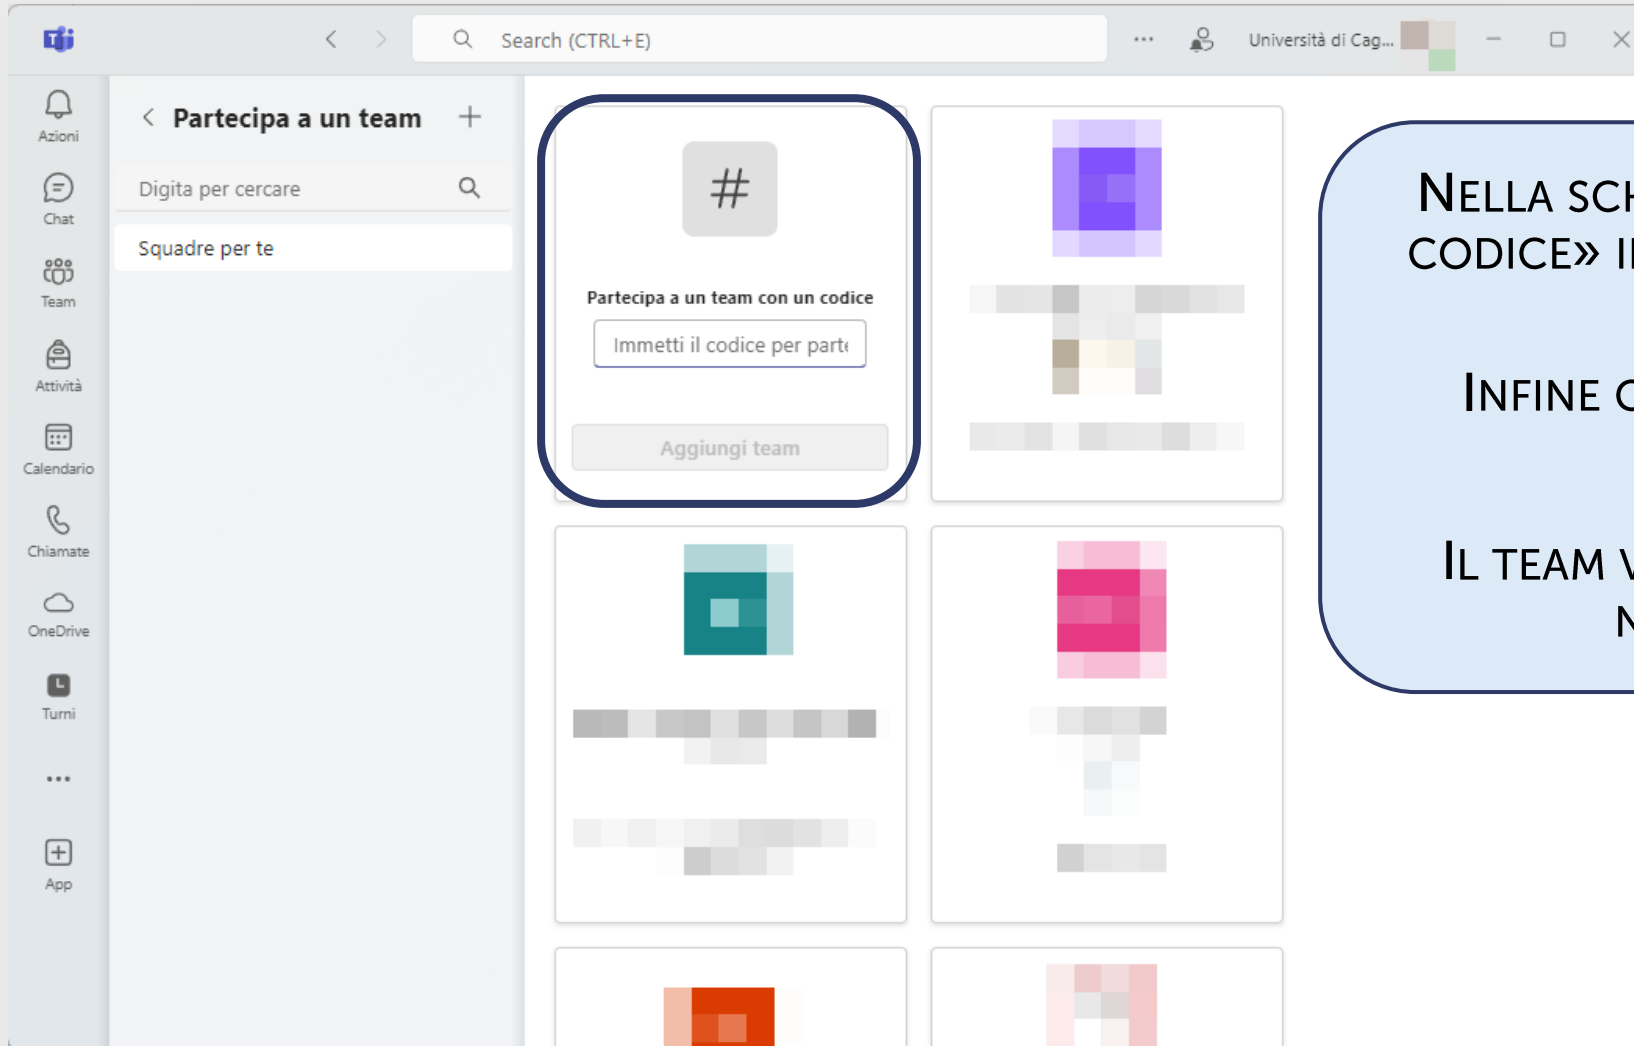 Search (CTRL+E)
Università di Cag...
Azioni
Chat
Team
Attività
Calendario
Chiamate
OneDrive
Turni
App
Partecipa a un team
Digita per cercare
Squadre per te
#
Partecipa a un team con un codice
Immetti il codice per parte
Aggiungi team
NELLA SCH
CODICE» I
INFINE C
IL TEAM V
N